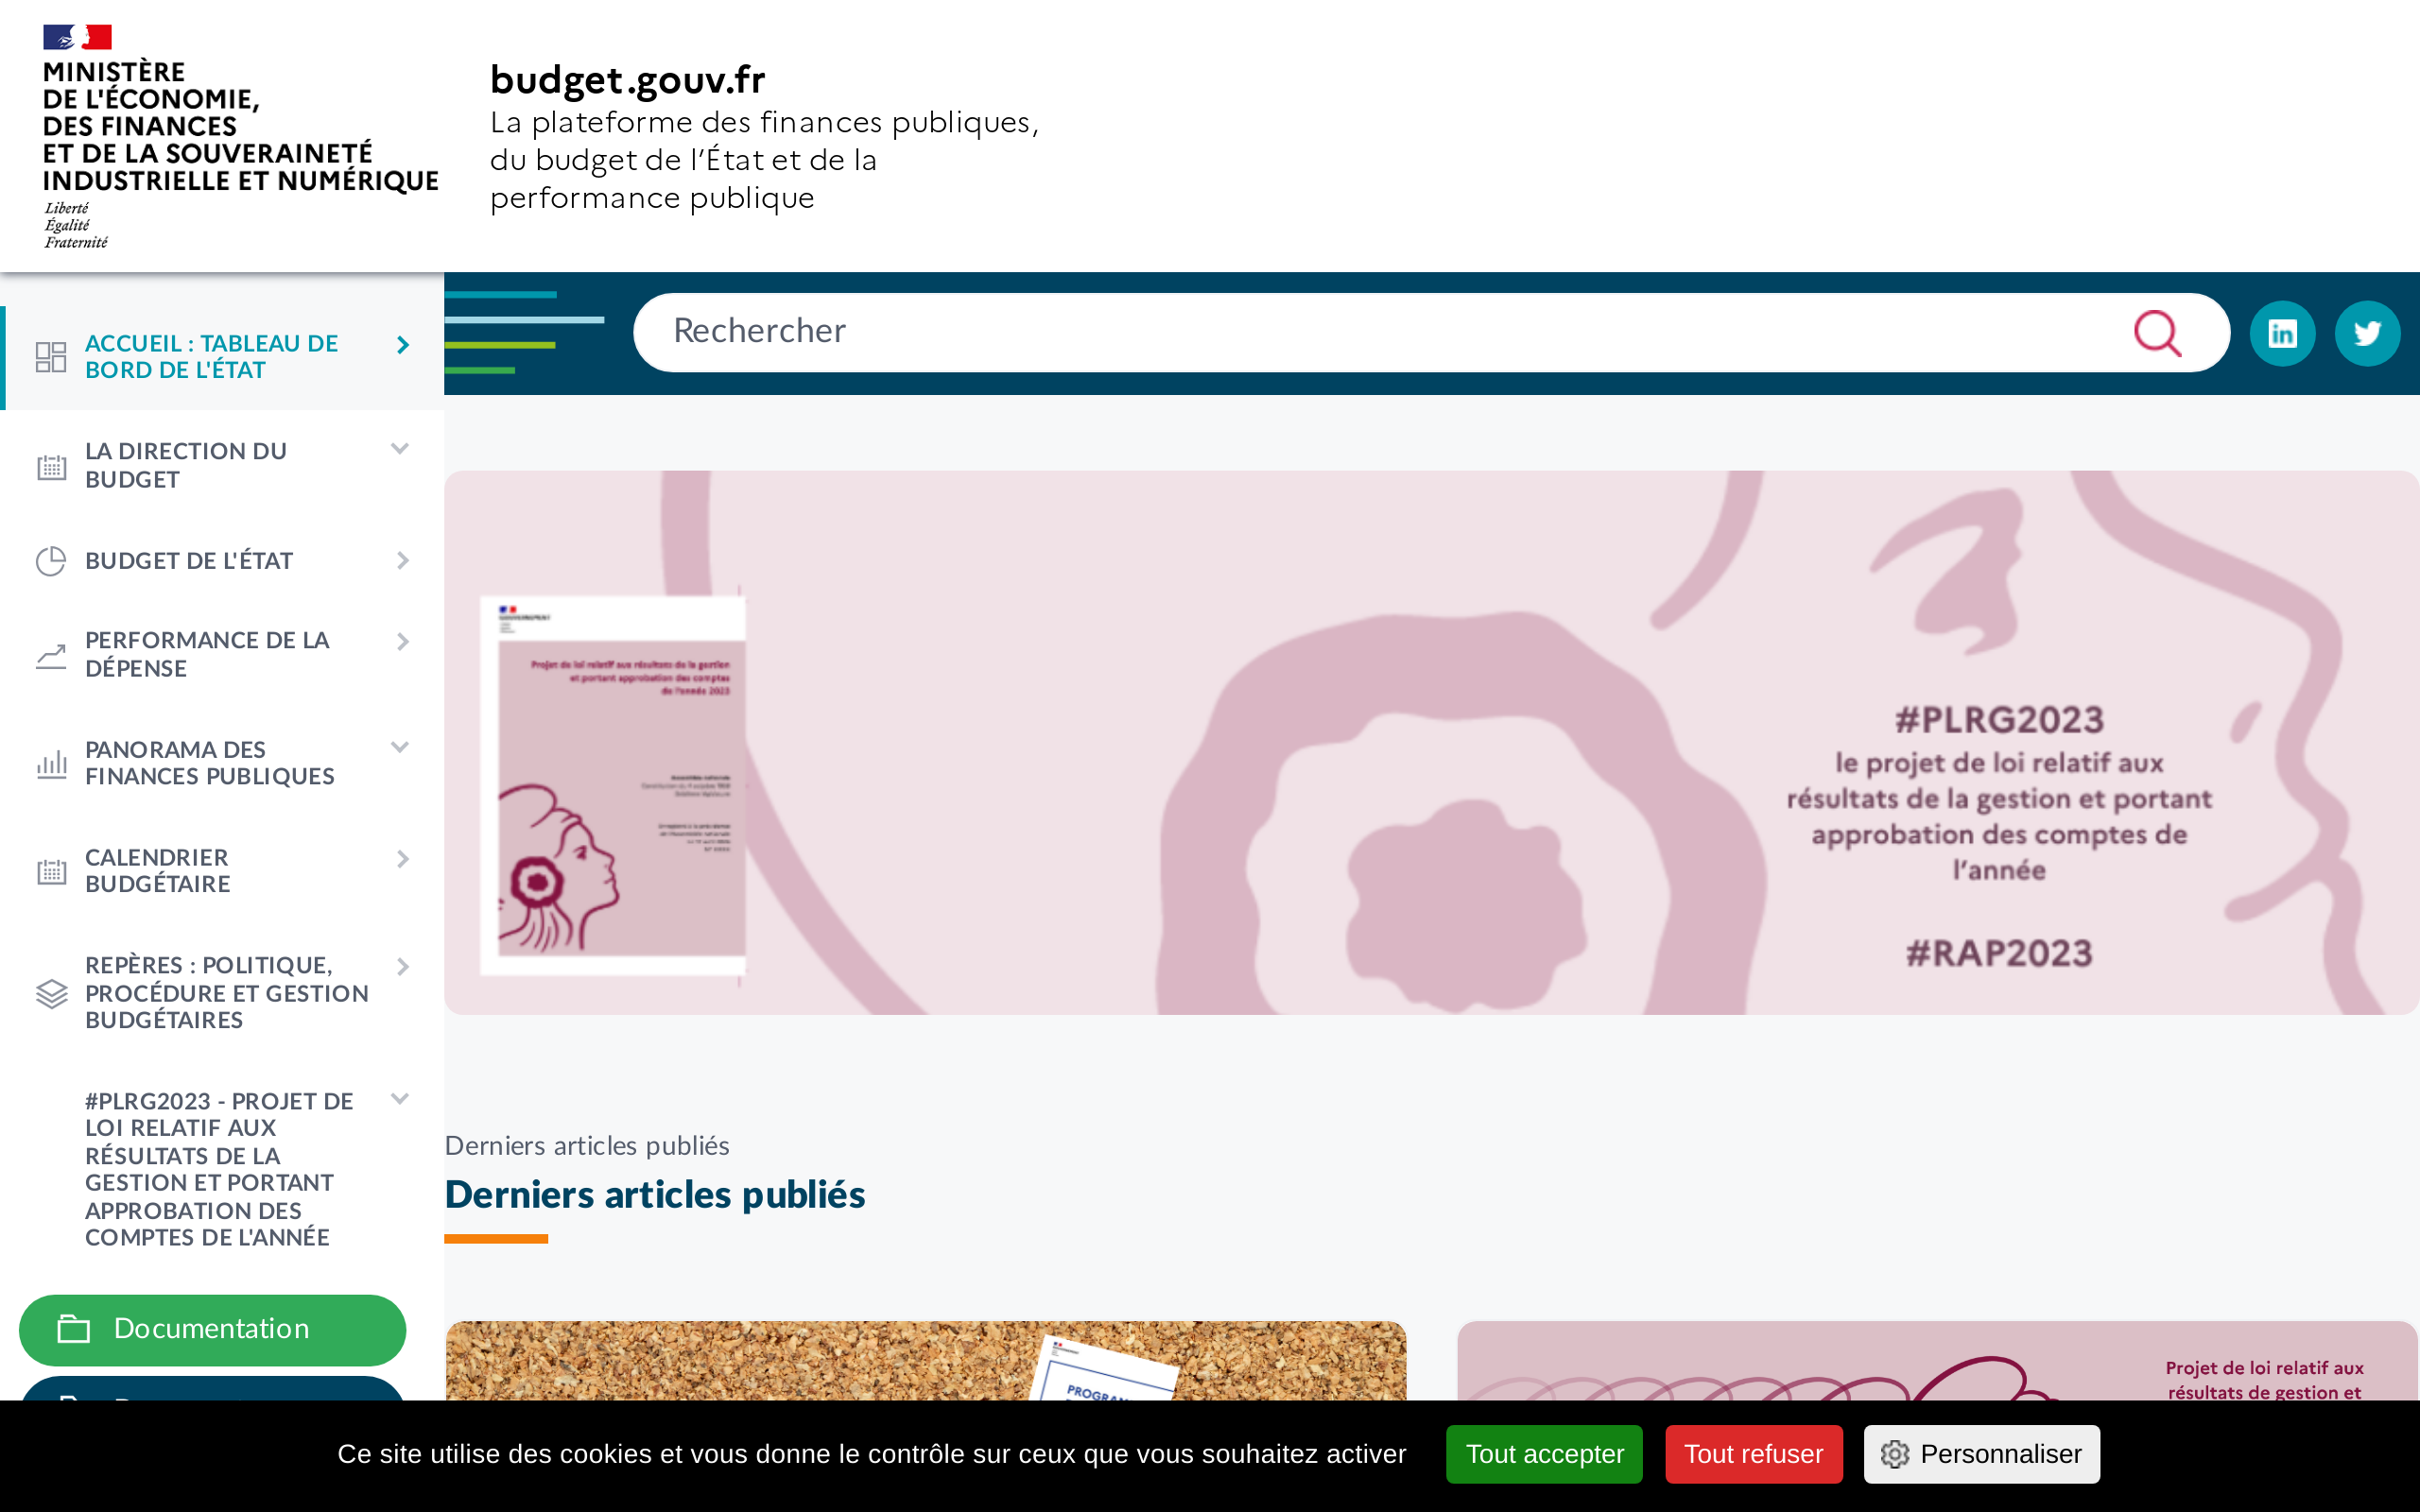 MINISTÈRE
DE L'ÉCONOMIE,
DES FINANCES
ET DE LA SOUVERAINETÉ
INDUSTRIELLE ET NUMÉRIQUE
Liberté
Égalité
Fraternité
budget.gouv.fr
La plateforme des finances publiques,
du budget de l’État et de la
performance publique
Rechercher
ACCUEIL : TABLEAU DE
BORD DE L'ÉTAT
LA DIRECTION DU
BUDGET
BUDGET DE L'ÉTAT
PERFORMANCE DE LA
DÉPENSE
PANORAMA DES
FINANCES PUBLIQUES
CALENDRIER
BUDGÉTAIRE
REPÈRES : POLITIQUE,
PROCÉDURE ET GESTION
BUDGÉTAIRES
#PLRG2023 - PROJET DE
LOI RELATIF AUX
RÉSULTATS DE LA
GESTION ET PORTANT
APPROBATION DES
COMPTES DE L'ANNÉE
Documentation
Projet de loi relatif aux résultats de la gestion
et portant approbation des comptes
de l'année 2023
#PLRG2023
le projet de loi relatif aux
résultats de la gestion et portant
approbation des comptes de
l’année
#RAP2023
Derniers articles publiés
Derniers articles publiés
Projet de loi relatif aux
résultats de gestion et
Ce site utilise des cookies et vous donne le contrôle sur ceux que vous souhaitez activer
Tout accepter
Tout refuser
Personnaliser